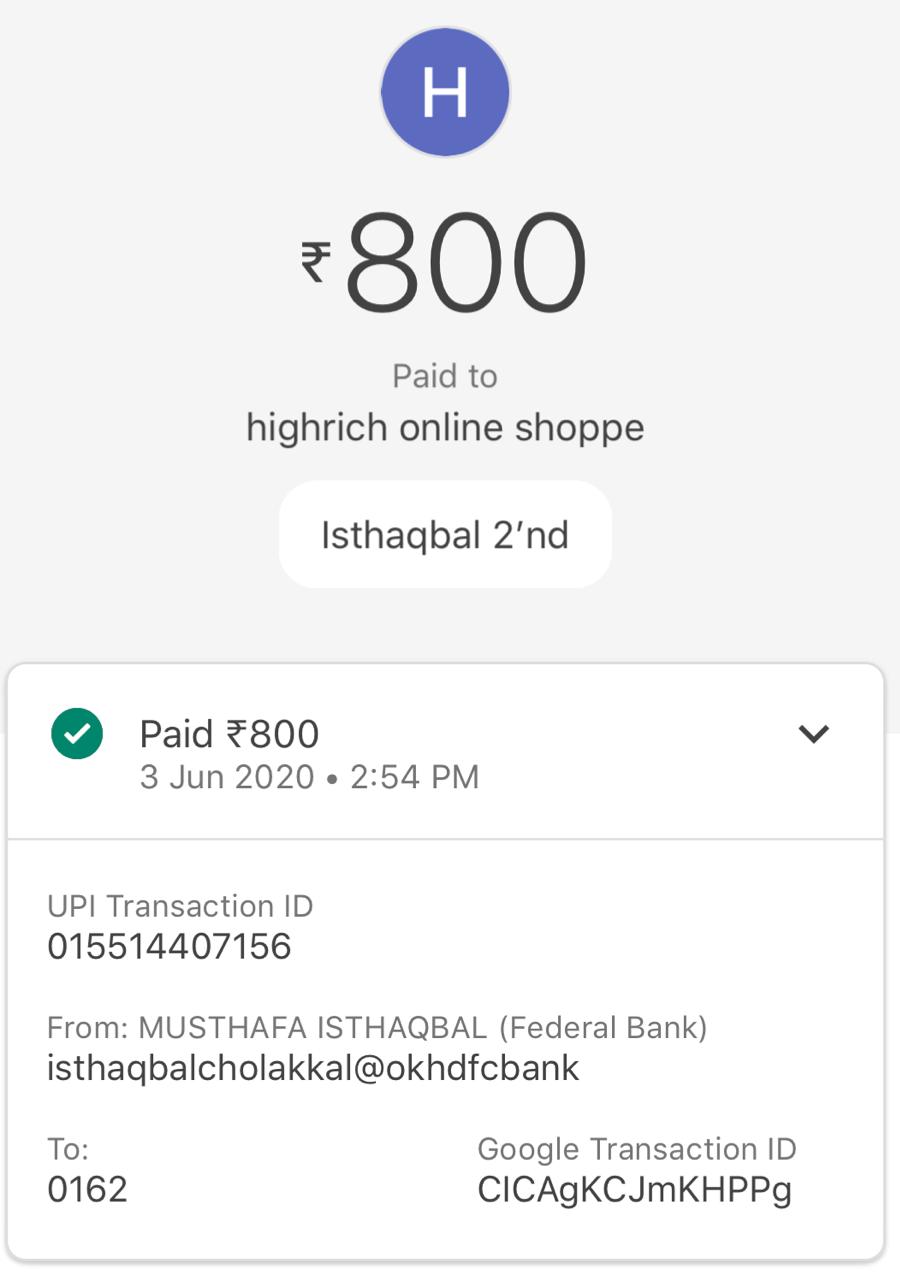 H
₹800
Paid to
highrich online shoppe
Isthaqbal 2’nd
Paid ₹800
3 Jun 2020 • 2:54 PM
UPI Transaction ID
015514407156
From: MUSTHAFA ISTHAQBAL (Federal Bank)
isthaqbalcholakkal@okhdfcbank
To:
0162
Google Transaction ID
CICAgKCJmKHPPg